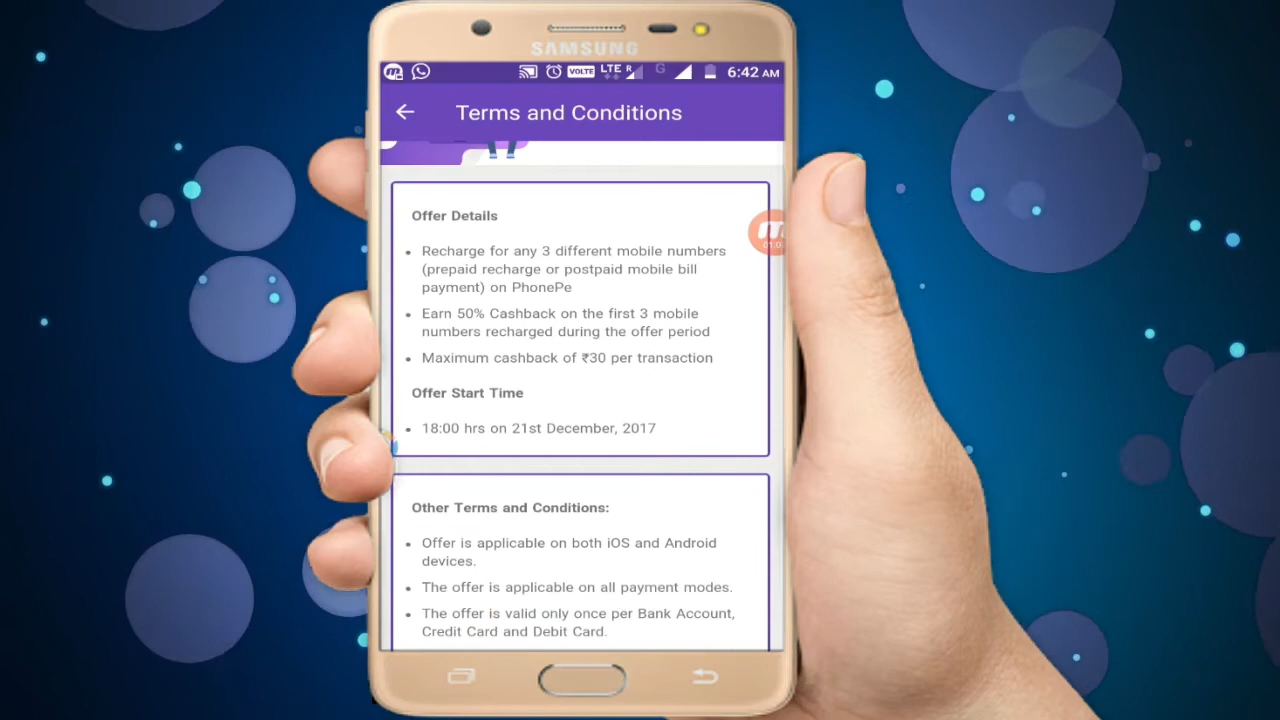 SAMSUNG
VOLTE LTE R G 6:42 AM
Terms and Conditions
Offer Details
• Recharge for any 3 different mobile numbers
(prepaid recharge or postpaid mobile bill
payment) on PhonePe
• Earn 50% Cashback on the first 3 mobile
numbers recharged during the offer period
• Maximum cashback of ₹30 per transaction
Offer Start Time
• 18:00 hrs on 21st December, 2017
Other Terms and Conditions:
• Offer is applicable on both iOS and Android
devices.
• The offer is applicable on all payment modes.
• The offer is valid only once per Bank Account,
Credit Card and Debit Card.